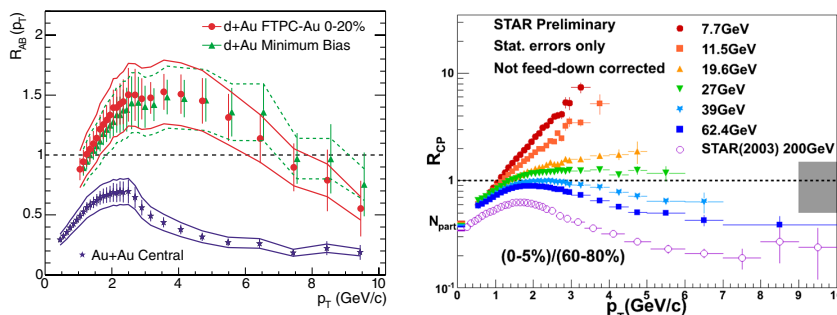 R_AB(p_T)
d+Au FTPC-Au 0-20%
d+Au Minimum Bias
2
1.5
1
0.5
0
Au+Au Central
0 2 4 6 8 10
p_T (GeV/c)
STAR Preliminary
Stat. errors only
Not feed-down corrected
7.7GeV
11.5GeV
19.6GeV
27GeV
39GeV
62.4GeV
STAR(2003) 200GeV
R_CP
10
1
N_part
10⁻¹
(0-5%)/(60-80%)
0 1 2 3 4 5 6 7 8 9 10
p_T(GeV/c)